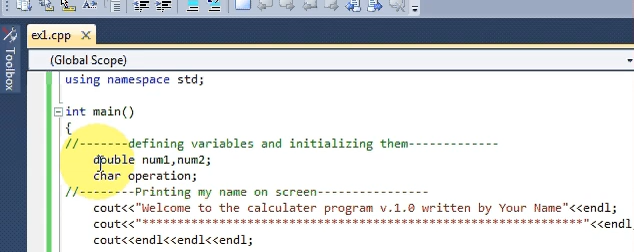 ex1.cpp ×
Toolbox
(Global Scope)
using namespace std;
int main()
{
//-------defining variables and initializing them-------------
double num1,num2;
char operation;
//--------Printing my name on screen----------------
cout<<"Welcome to the calculater program v.1.0 written by Your Name"<<endl;
cout<<"************************************************************"<<endl;
cout<<endl<<endl<<endl;